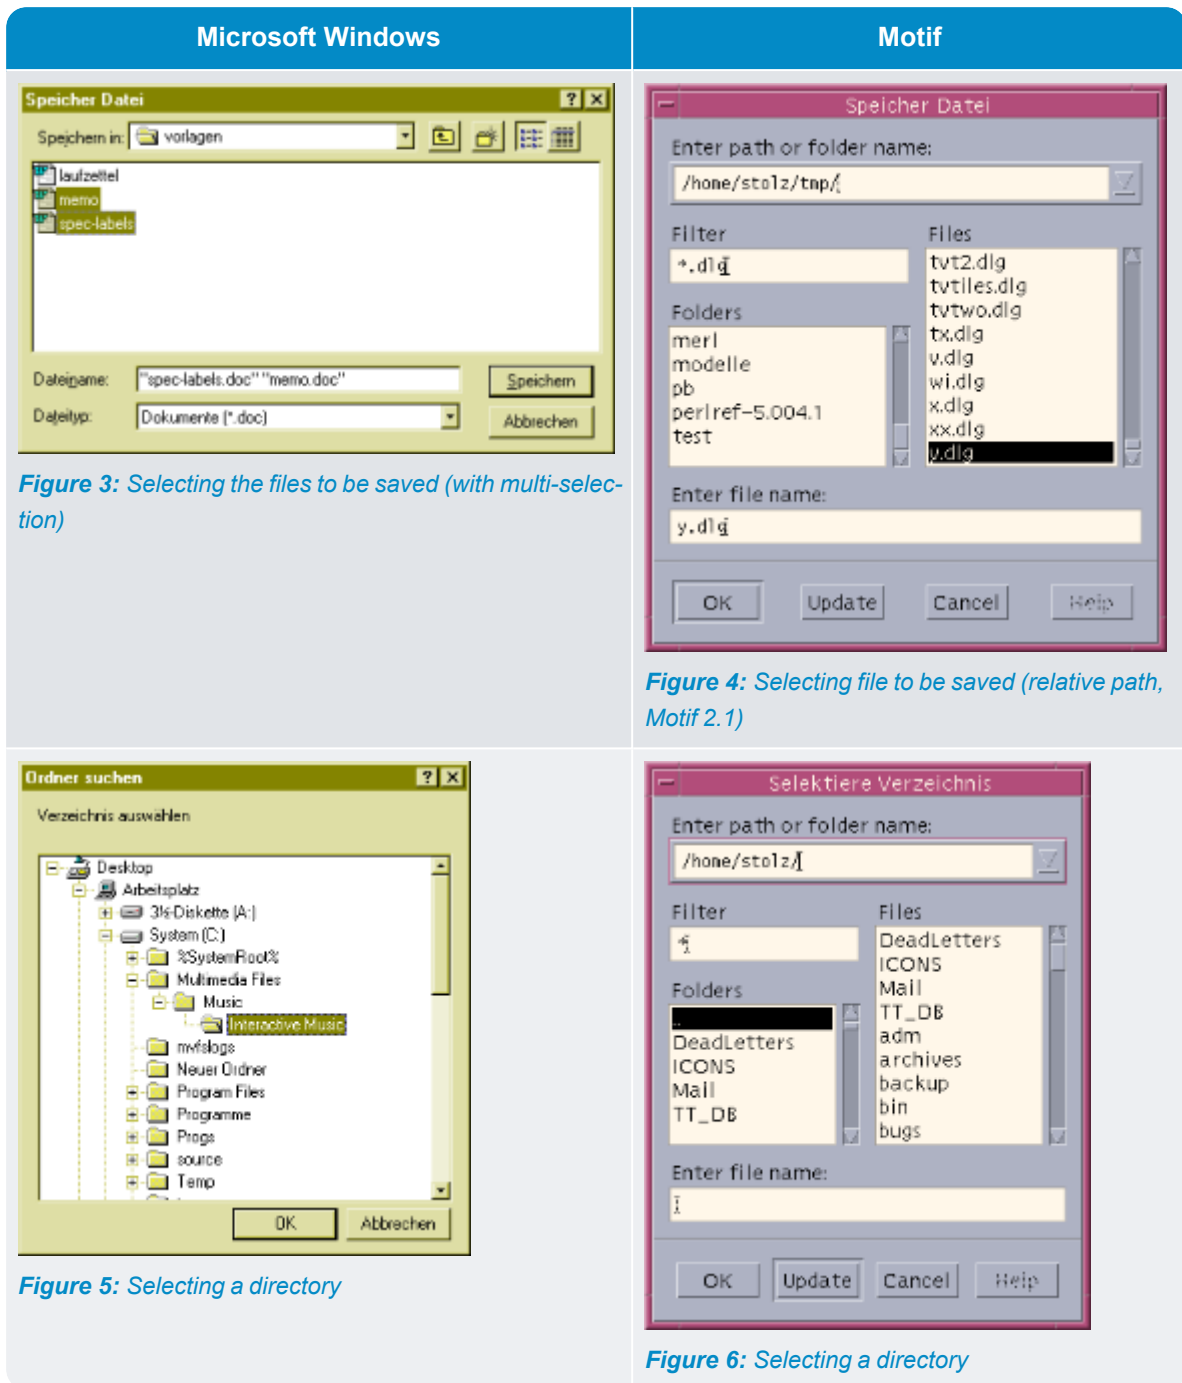 Microsoft Windows
Motif
Speicher Datei
Speichern in: vorlagen
laufzettel
memo
spec-labels
Dateiname: "spec-labels.doc" "memo.doc"
Speichern
Dateityp: Dokumente (*.doc)
Abbrechen
Figure 3: Selecting the files to be saved (with multi-selec-
tion)
Speicher Datei
Enter path or folder name:
/home/stolz/tmp/
Filter
*.dlg
Folders
merl
modelle
pb
perlref-5.004.1
test
Files
tvt2.dlg
tvtiles.dlg
tvtwo.dlg
tx.dlg
v.dlg
wi.dlg
x.dlg
xx.dlg
y.dlg
Enter file name:
y.dlg
OK Update Cancel Help
Figure 4: Selecting file to be saved (relative path,
Motif 2.1)
Ordner suchen
Verzeichnis auswählen
Desktop
Arbeitsplatz
3½-Diskette (A:)
System (C:)
%SystemRoot%
Multimedia Files
Music
Interactive Music
mvfslogs
Neuer Ordner
Program Files
Programme
Progs
source
Temp
OK Abbrechen
Figure 5: Selecting a directory
Selektiere Verzeichnis
Enter path or folder name:
/home/stolz/
Filter
*
Folders
..
DeadLetters
ICONS
Mail
TT_DB
Files
DeadLetters
ICONS
Mail
TT_DB
adm
archives
backup
bin
bugs
Enter file name:
OK Update Cancel Help
Figure 6: Selecting a directory